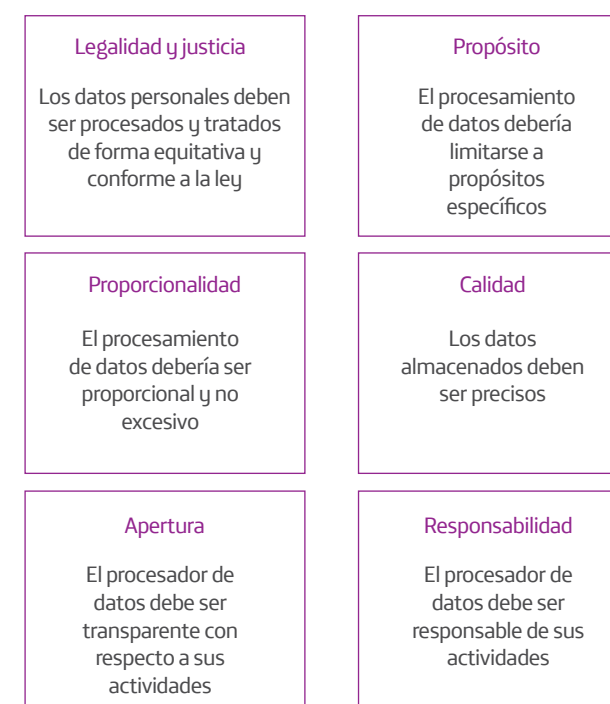 Legalidad y justicia
Los datos personales deben
ser procesados y tratados
de forma equitativa y
conforme a la ley
Propósito
El procesamiento
de datos debería
limitarse a
propósitos
específicos
Proporcionalidad
El procesamiento
de datos debería ser
proporcional y no
excesivo
Calidad
Los datos
almacenados deben
ser precisos
Apertura
El procesador de
datos debe ser
transparente con
respecto a sus
actividades
Responsabilidad
El procesador de
datos debe ser
responsable de sus
actividades